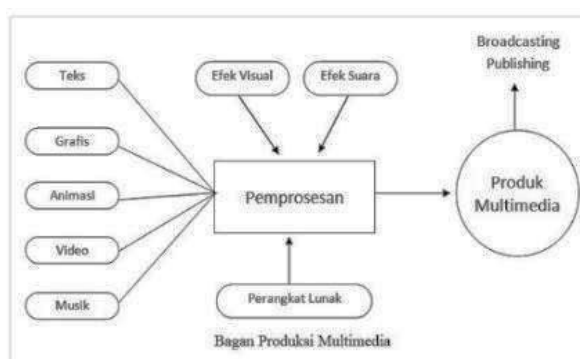 Teks
Grafis
Animasi
Video
Musik
Efek Visual
Efek Suara
Pemprosesan
Perangkat Lunak
Produk
Multimedia
Broadcasting
Publishing
Bagan Produksi Multimedia